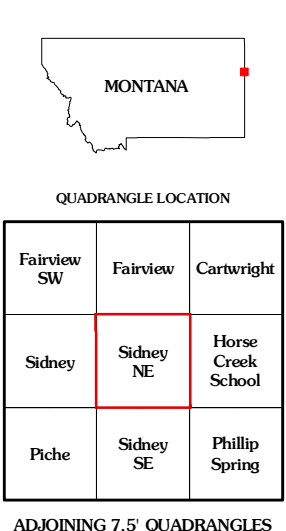 MONTANA
QUADRANGLE LOCATION
Fairview
SW
Fairview
Cartwright
Sidney
Sidney
NE
Horse
Creek
School
Piche
Sidney
SE
Phillip
Spring
ADJOINING 7.5' QUADRANGLES